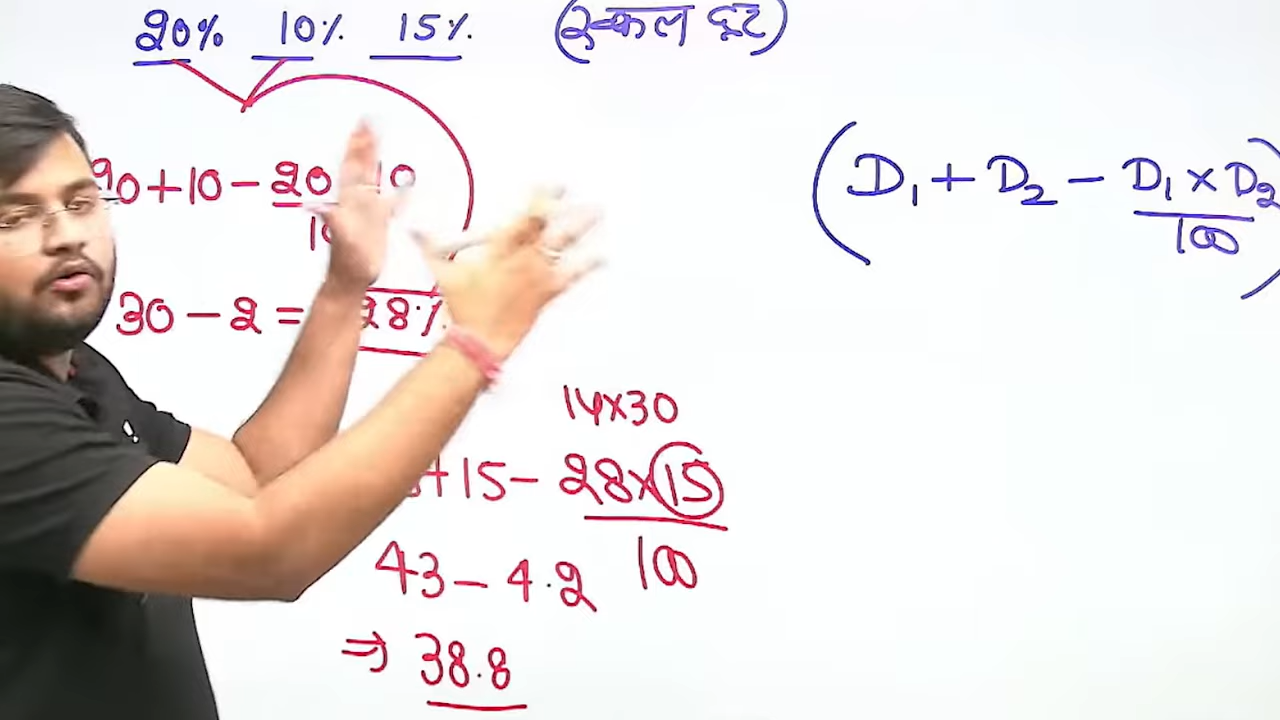 20% 10% 15% (एकल छूट)
20 + 10 - 20 10
30 - 2 = 28%
(D₁ + D₂ - D₁ × D₂
100
14×30
+ 15 - 28×15
100
43 - 4.2
⇒ 38.8